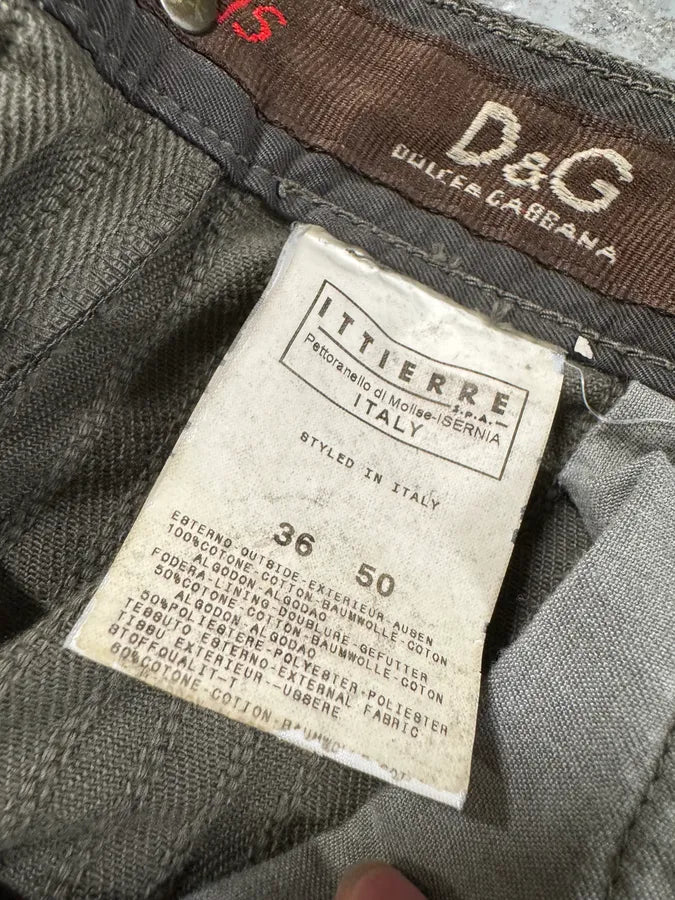 D&G
DOLCE & GABBANA
ITTIERRE
S.P.A.
Pettoranello di Molise-ISERNIA
ITALY
STYLED IN ITALY
36 50
ESTERNO-OUTSIDE-EXTERIEUR-AUSEN
100%COTONE-COTTON-BAUMWOLLE-COTON
ALGODON-ALGODAO
FODERA-LINING-DOUBLURE-GEFUTTER
50%COTONE-COTTON-BAUMWOLLE-COTON
ALGODON-ALGODAO
50%POLIESTERE-POLYESTER-POLIESTER
TESSUTO ESTERNO-EXTERNAL FABRIC
TISSU EXTERIEUR-USSERE
STOFFQUALIT-T
60%COTONE-COTTON-